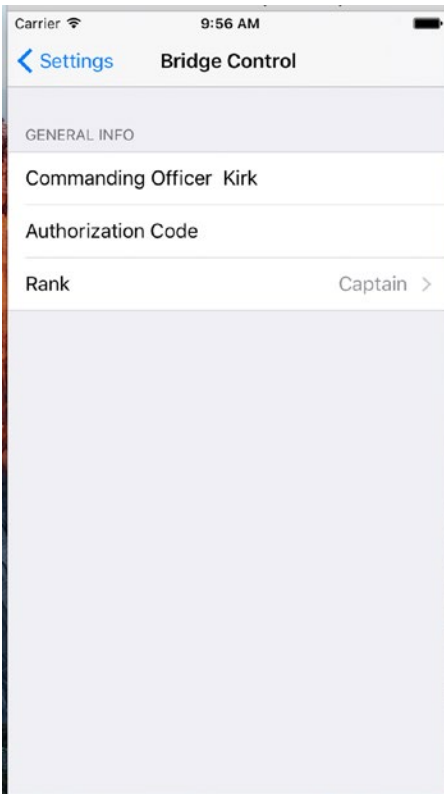 Carrier 9:56 AM
Settings Bridge Control
GENERAL INFO
Commanding Officer Kirk
Authorization Code
Rank Captain